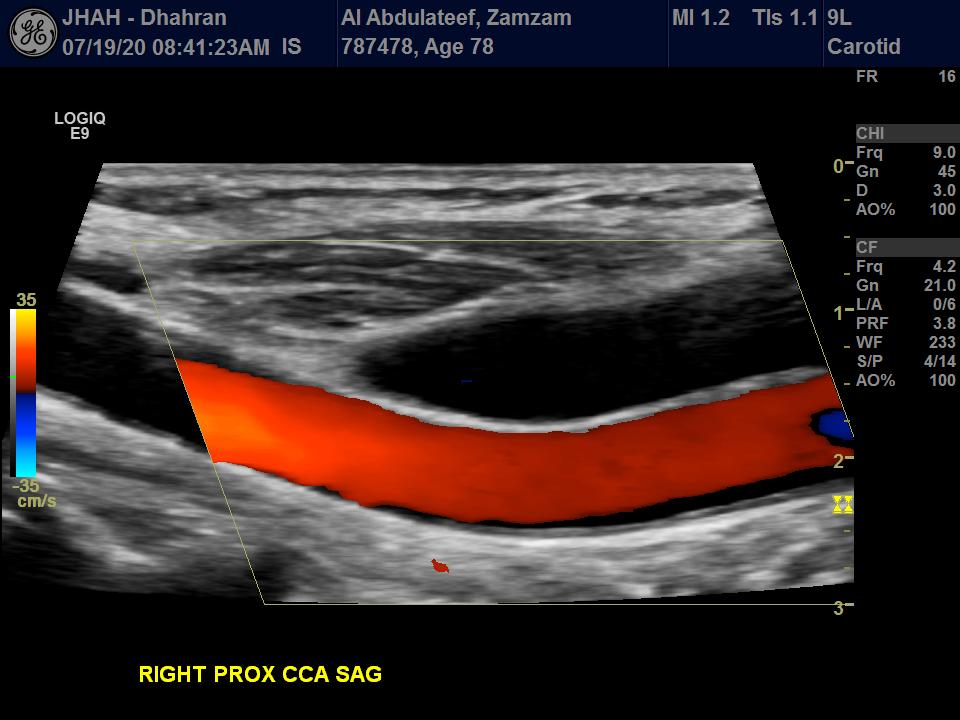 JHAH - Dhahran
07/19/20 08:41:23AM IS
Al Abdulateef, Zamzam
787478, Age 78
MI 1.2 TIs 1.1
9L
Carotid
FR 16
LOGIQ
E9
CHI
Frq 9.0
Gn 45
D 3.0
AO% 100
CF
Frq 4.2
Gn 21.0
L/A 0/6
PRF 3.8
WF 233
S/P 4/14
AO% 100
35
-35
cm/s
0
1
2
3
RIGHT PROX CCA SAG